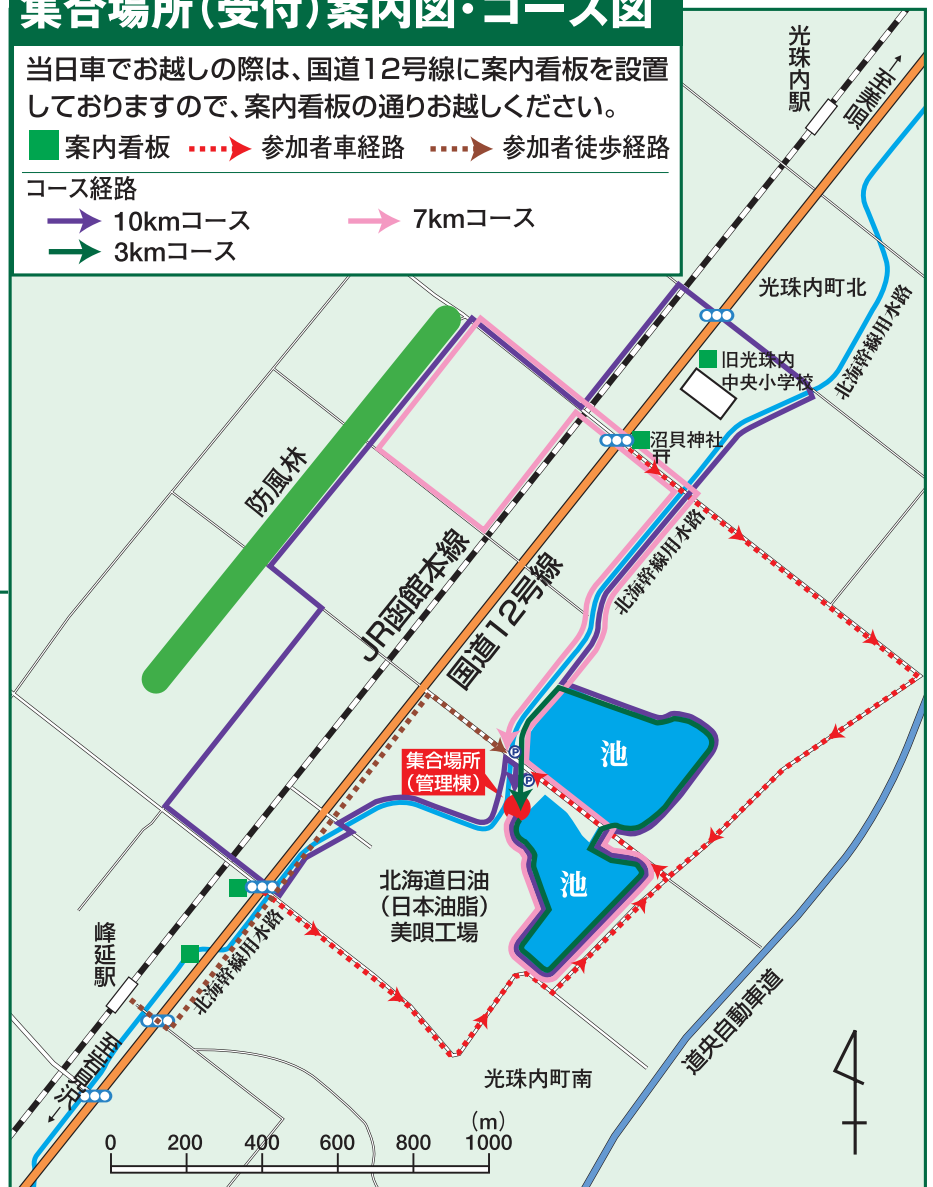 集合場所(受付)案内図・コース図
当日車でお越しの際は、国道12号線に案内看板を設置
しておりますので、案内看板の通りお越しください。
案内看板 参加者車経路 参加者徒歩経路
コース経路
10kmコース 7kmコース
3kmコース
光珠内駅
←至美唄
光珠内町北
北海幹線用水路
旧光珠内
中央小学校
沼貝神社
防風林
JR函館本線
国道12号線
北海幹線用水路
池
P
集合場所
(管理棟)
P
池
北海道日油
(日本油脂)
美唄工場
峰延駅
北海幹線用水路
至岩見沢→
道央自動車道
光珠内町南
(m)
0 200 400 600 800 1000